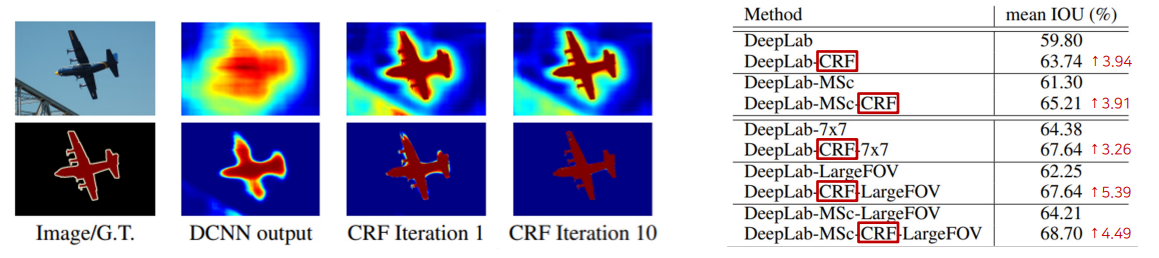 Image/G.T.
DCNN output
CRF Iteration 1
CRF Iteration 10
Method mean IOU (%)
DeepLab 59.80
DeepLab-CRF 63.74 ↑3.94
DeepLab-MSc 61.30
DeepLab-MSc-CRF 65.21 ↑3.91
DeepLab-7x7 64.38
DeepLab-CRF-7x7 67.64 ↑3.26
DeepLab-LargeFOV 62.25
DeepLab-CRF-LargeFOV 67.64 ↑5.39
DeepLab-MSc-LargeFOV 64.21
DeepLab-MSc-CRF-LargeFOV 68.70 ↑4.49